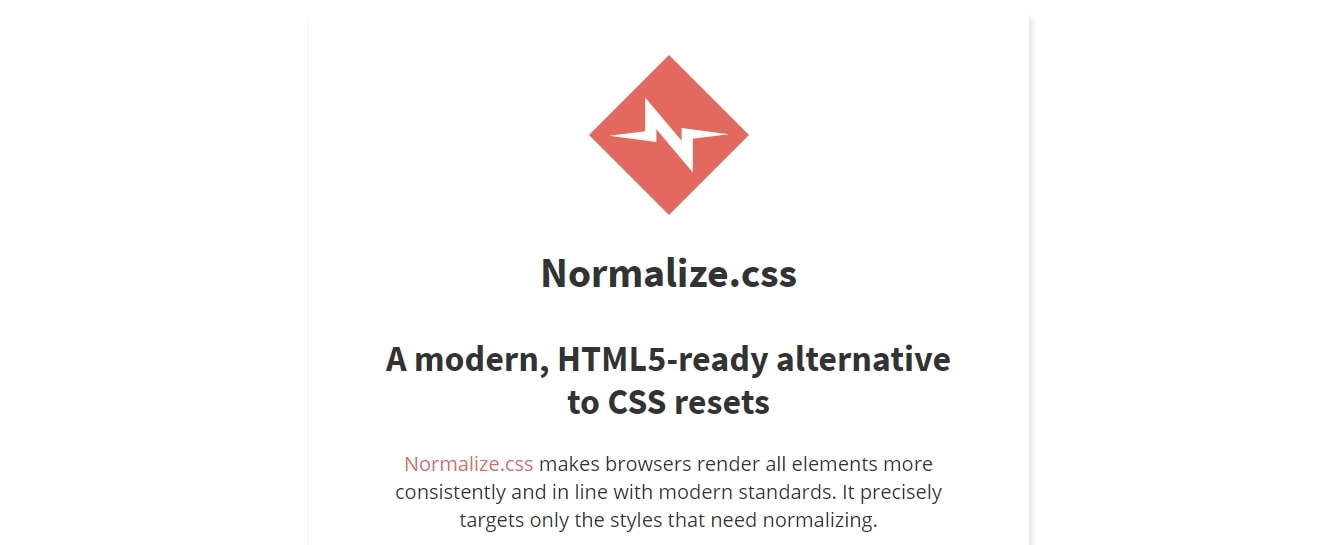 Normalize.css
A modern, HTML5-ready alternative
to CSS resets
Normalize.css makes browsers render all elements more
consistently and in line with modern standards. It precisely
targets only the styles that need normalizing.